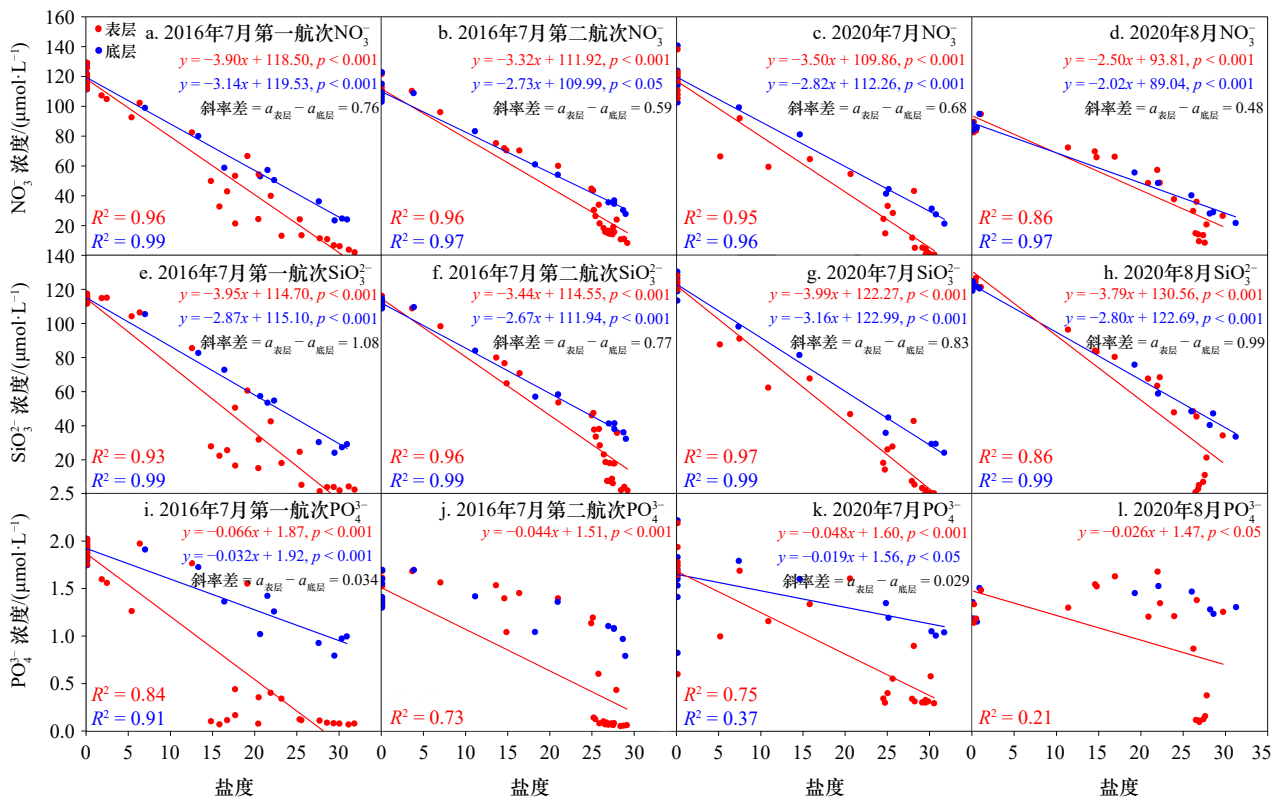 表层
底层
a. 2016年7月第一航次NO₃⁻
y = −3.90x + 118.50, p < 0.001
y = −3.14x + 119.53, p < 0.001
斜率差 = a表层 − a底层 = 0.76
R² = 0.96
R² = 0.99
b. 2016年7月第二航次NO₃⁻
y = −3.32x + 111.92, p < 0.001
y = −2.73x + 109.99, p < 0.05
斜率差 = a表层 − a底层 = 0.59
R² = 0.96
R² = 0.97
c. 2020年7月NO₃⁻
y = −3.50x + 109.86, p < 0.001
y = −2.82x + 112.26, p < 0.001
斜率差 = a表层 − a底层 = 0.68
R² = 0.95
R² = 0.96
d. 2020年8月NO₃⁻
y = −2.50x + 93.81, p < 0.001
y = −2.02x + 89.04, p < 0.001
斜率差 = a表层 − a底层 = 0.48
R² = 0.86
R² = 0.97
NO₃⁻ 浓度/(μmol·L⁻¹)
160
140
120
100
80
60
40
20
e. 2016年7月第一航次SiO₃²⁻
y = −3.95x + 114.70, p < 0.001
y = −2.87x + 115.10, p < 0.001
斜率差 = a表层 − a底层 = 1.08
R² = 0.93
R² = 0.99
f. 2016年7月第二航次SiO₃²⁻
y = −3.44x + 114.55, p < 0.001
y = −2.67x + 111.94, p < 0.001
斜率差 = a表层 − a底层 = 0.77
R² = 0.96
R² = 0.99
g. 2020年7月SiO₃²⁻
y = −3.99x + 122.27, p < 0.001
y = −3.16x + 122.99, p < 0.001
斜率差 = a表层 − a底层 = 0.83
R² = 0.97
R² = 0.99
h. 2020年8月SiO₃²⁻
y = −3.79x + 130.56, p < 0.001
y = −2.80x + 122.69, p < 0.001
斜率差 = a表层 − a底层 = 0.99
R² = 0.86
R² = 0.99
SiO₃²⁻ 浓度/(μmol·L⁻¹)
140
120
100
80
60
40
20
i. 2016年7月第一航次PO₄³⁻
y = −0.066x + 1.87, p < 0.001
y = −0.032x + 1.92, p < 0.001
斜率差 = a表层 − a底层 = 0.034
R² = 0.84
R² = 0.91
j. 2016年7月第二航次PO₄³⁻
y = −0.044x + 1.51, p < 0.001
R² = 0.73
k. 2020年7月PO₄³⁻
y = −0.048x + 1.60, p < 0.001
y = −0.019x + 1.56, p < 0.05
斜率差 = a表层 − a底层 = 0.029
R² = 0.75
R² = 0.37
l. 2020年8月PO₄³⁻
y = −0.026x + 1.47, p < 0.05
R² = 0.21
PO₄³⁻ 浓度/(μmol·L⁻¹)
2.5
2.0
1.5
1.0
0.5
0.0
0 5 10 15 20 25 30 0 5 10 15 20 25 30 0 5 10 15 20 25 30 0 5 10 15 20 25 30 35
盐度 盐度 盐度 盐度